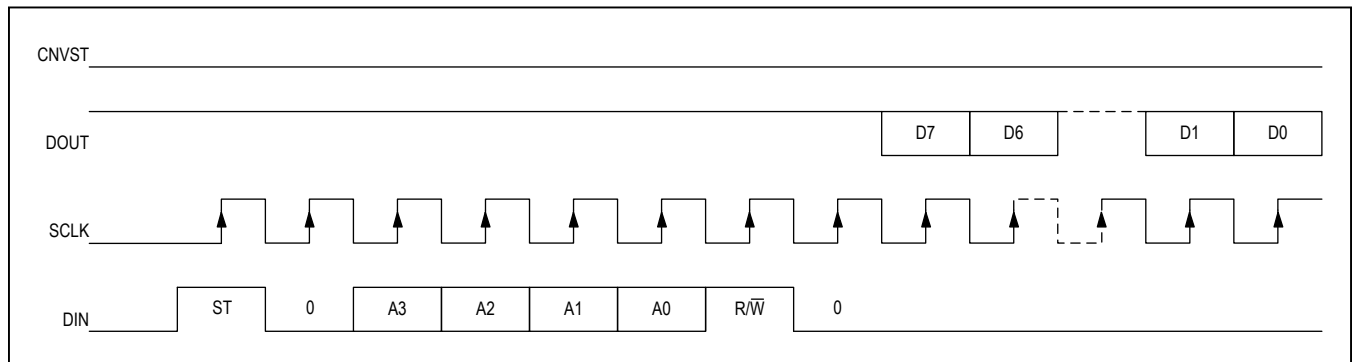 CNVST
DOUT D7 D6 D1 D0
SCLK
DIN ST 0 A3 A2 A1 A0 R/W̅ 0